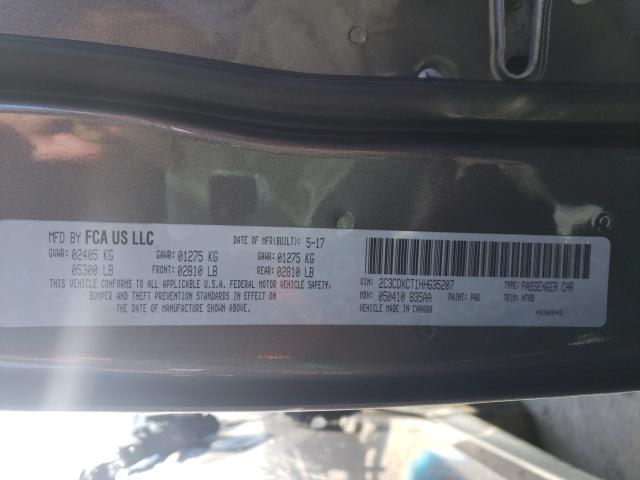 MFD BY FCA US LLC
DATE OF MFR(BUILT): 5-17
GVWR: 02405 KG
GAWR: 01275 KG
GAWR: 01275 KG
05300 LB
FRONT: 02810 LB
REAR: 02810 LB
THIS VEHICLE CONFORMS TO ALL APPLICABLE U.S.A. FEDERAL MOTOR VEHICLE SAFETY,
BUMPER AND THEFT PREVENTION STANDARDS IN EFFECT ON
THE DATE OF MANUFACTURE SHOWN ABOVE.
VIN: 2C3CDXCT1HH635207
TYPE: PASSENGER CAR
MDH: 050410 835AA
PAINT: PAU
TRIM: HTX9
VEHICLE MADE IN CANADA